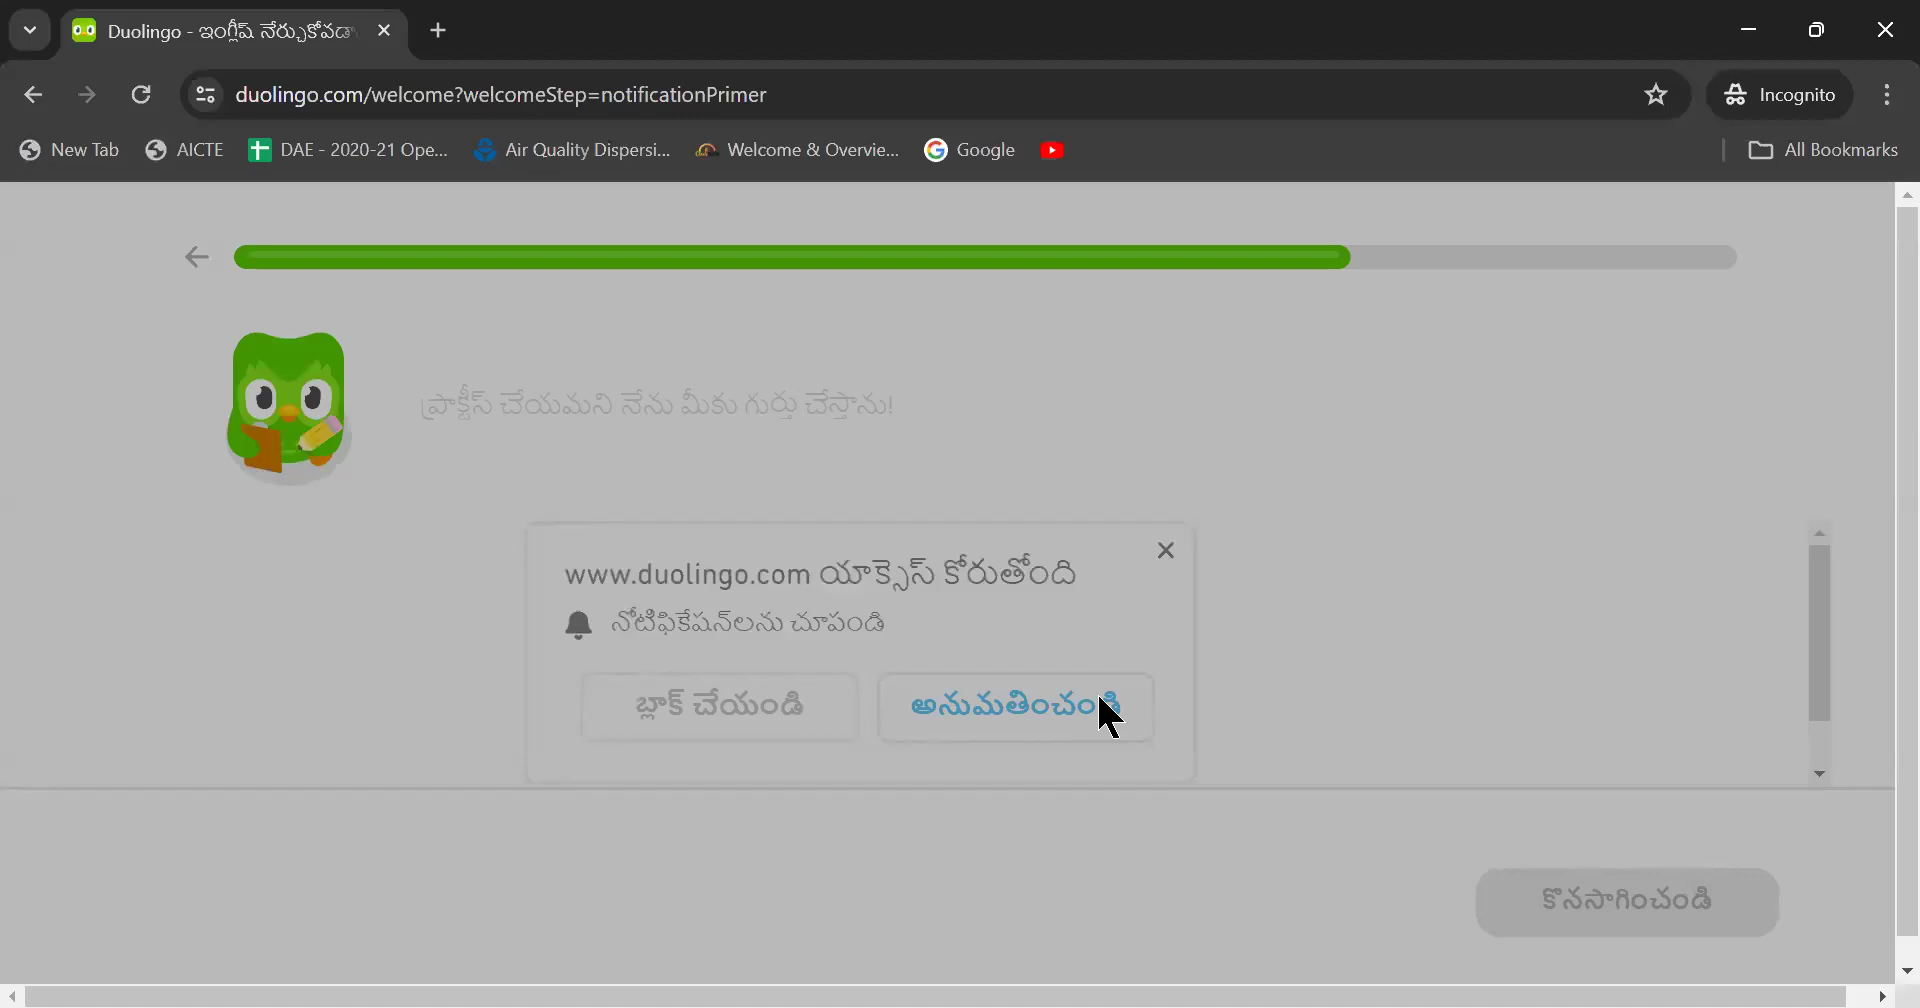 Duolingo - ఇంగ్లీష్ నేర్చుకోవడా
duolingo.com/welcome?welcomeStep=notificationPrimer
Incognito
New Tab
AICTE
DAE - 2020-21 Ope...
Air Quality Dispersi...
Welcome & Overvie...
Google
All Bookmarks
ప్రాక్టీస్ చేయమని నేను మీకు గుర్తు చేస్తాను!
www.duolingo.com యాక్సెస్ కోరుతోంది
నోటిఫికేషన్‌లను చూపండి
బ్లాక్ చేయండి
అనుమతించండి
కొనసాగించండి